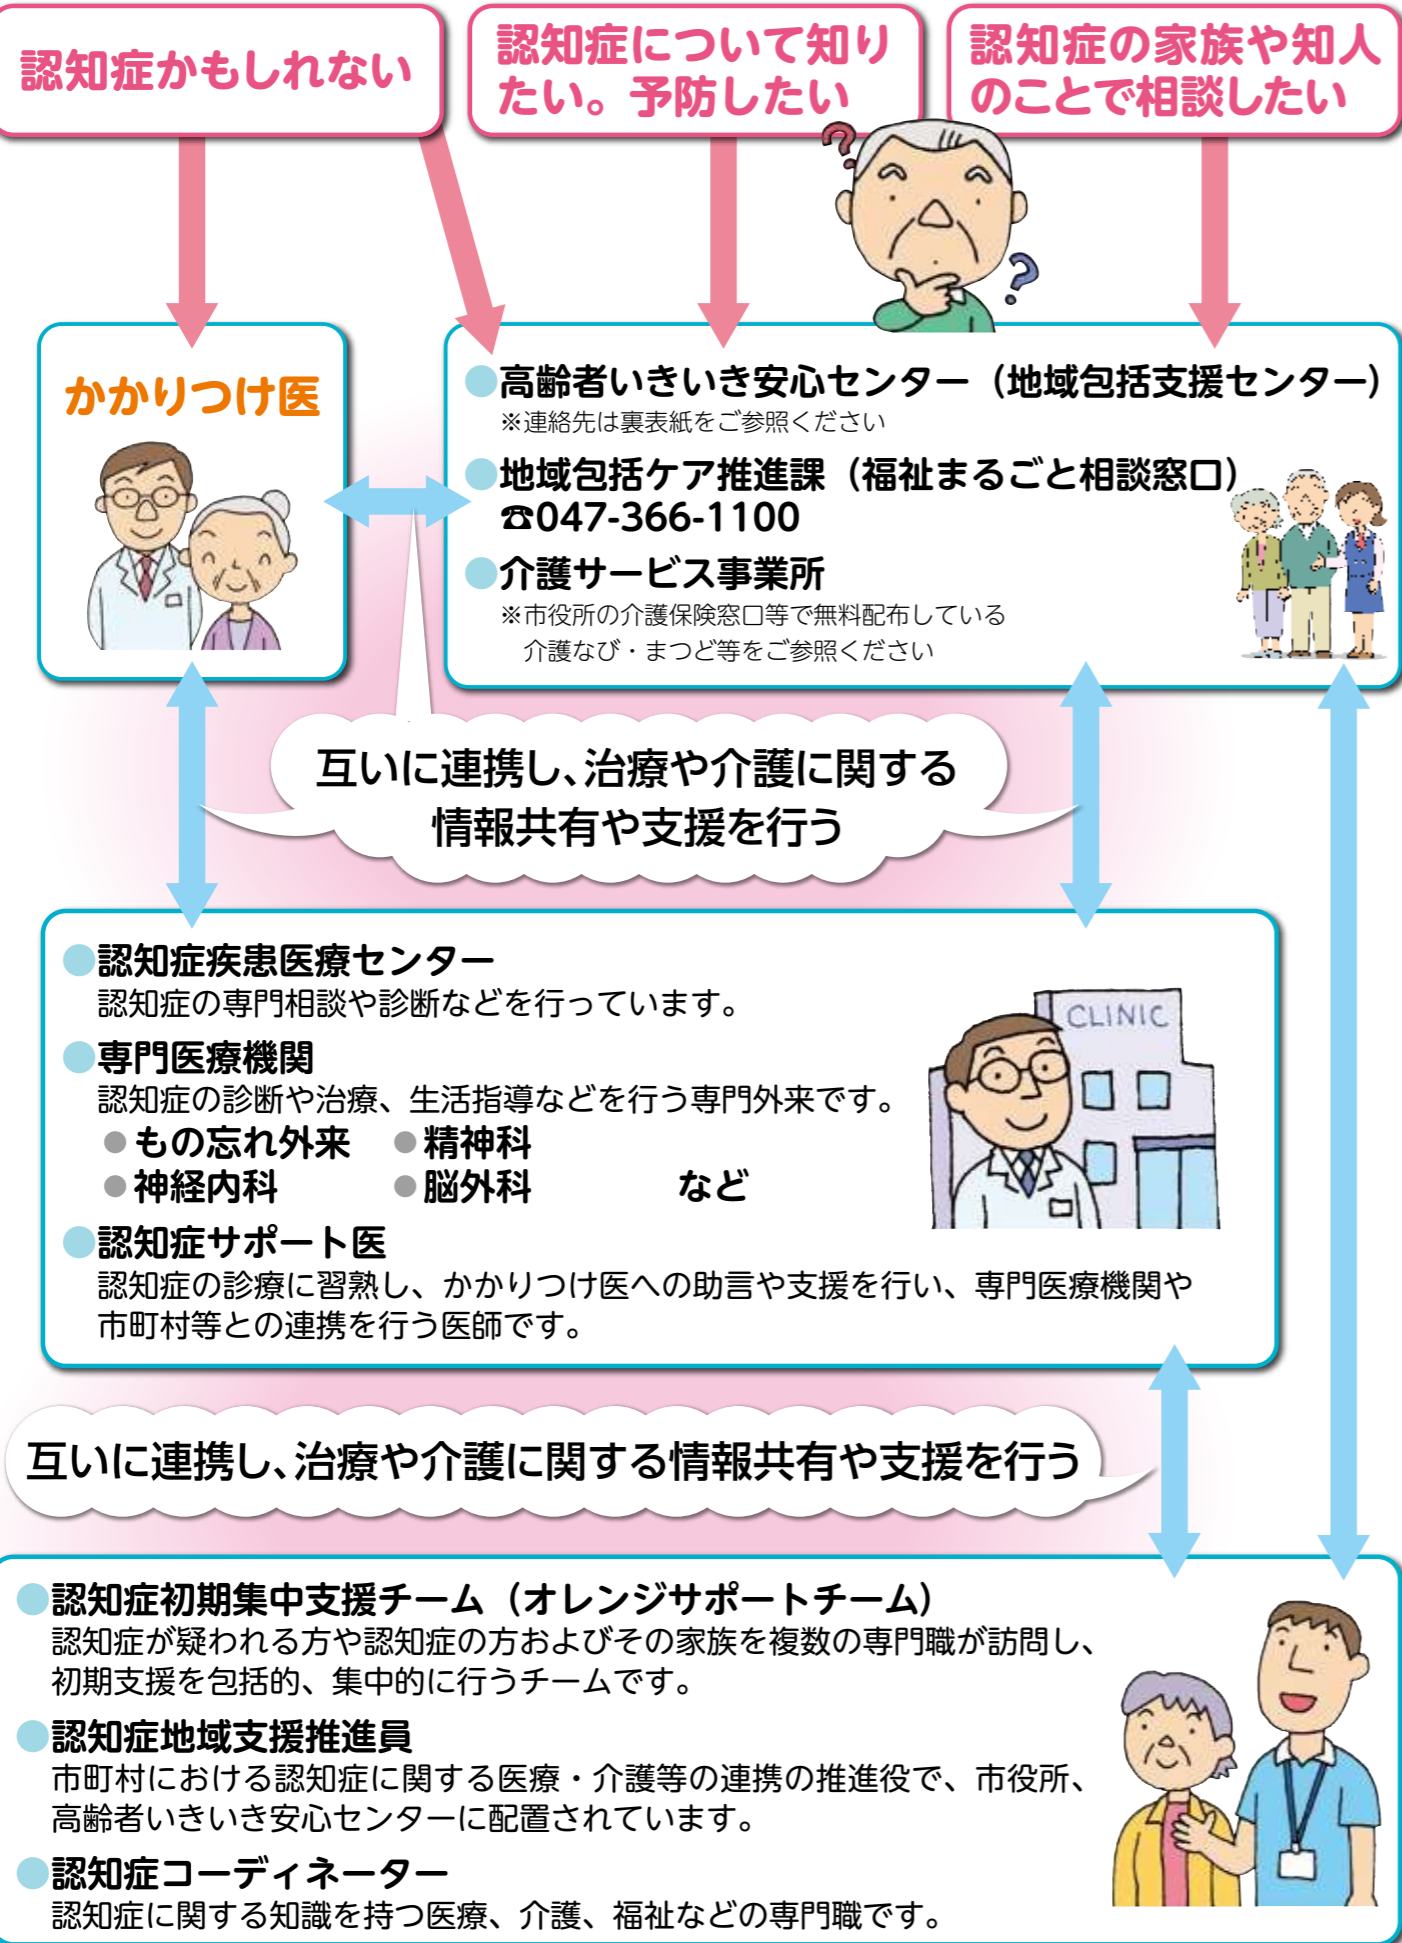 認知症かもしれない
認知症について知り
たい。予防したい
認知症の家族や知人
のことで相談したい
かかりつけ医
●高齢者いきいき安心センター（地域包括支援センター）
※連絡先は裏表紙をご参照ください
●地域包括ケア推進課（福祉まるごと相談窓口）
☎047-366-1100
●介護サービス事業所
※市役所の介護保険窓口等で無料配布している
介護なび・まつど等をご参照ください
互いに連携し、治療や介護に関する
情報共有や支援を行う
●認知症疾患医療センター
認知症の専門相談や診断などを行っています。
●専門医療機関
認知症の診断や治療、生活指導などを行う専門外来です。
●もの忘れ外来 ●精神科
●神経内科 ●脳外科 など
●認知症サポート医
認知症の診療に習熟し、かかりつけ医への助言や支援を行い、専門医療機関や
市町村等との連携を行う医師です。
CLINIC
互いに連携し、治療や介護に関する情報共有や支援を行う
●認知症初期集中支援チーム（オレンジサポートチーム）
認知症が疑われる方や認知症の方およびその家族を複数の専門職が訪問し、
初期支援を包括的、集中的に行うチームです。
●認知症地域支援推進員
市町村における認知症に関する医療・介護等の連携の推進役で、市役所、
高齢者いきいき安心センターに配置されています。
●認知症コーディネーター
認知症に関する知識を持つ医療、介護、福祉などの専門職です。